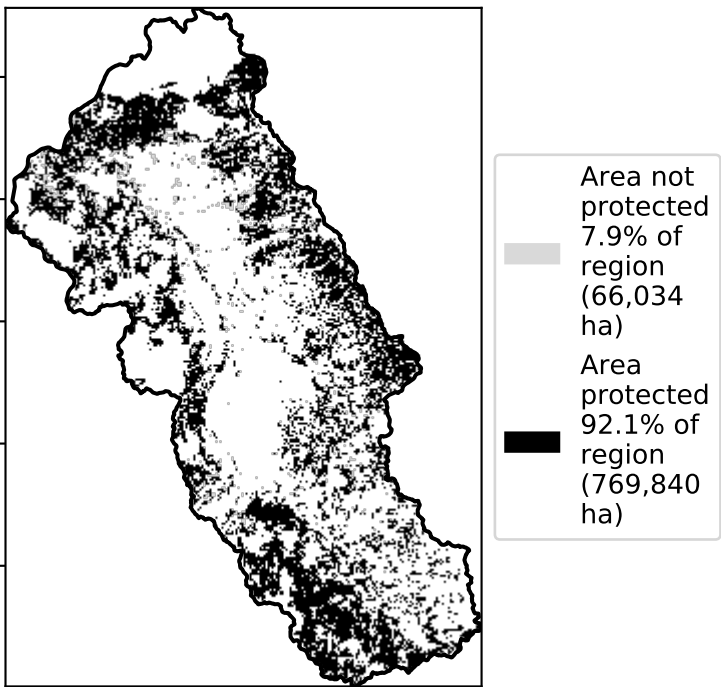 Area not
protected
7.9% of
region
(66,034
ha)
Area
protected
92.1% of
region
(769,840
ha)